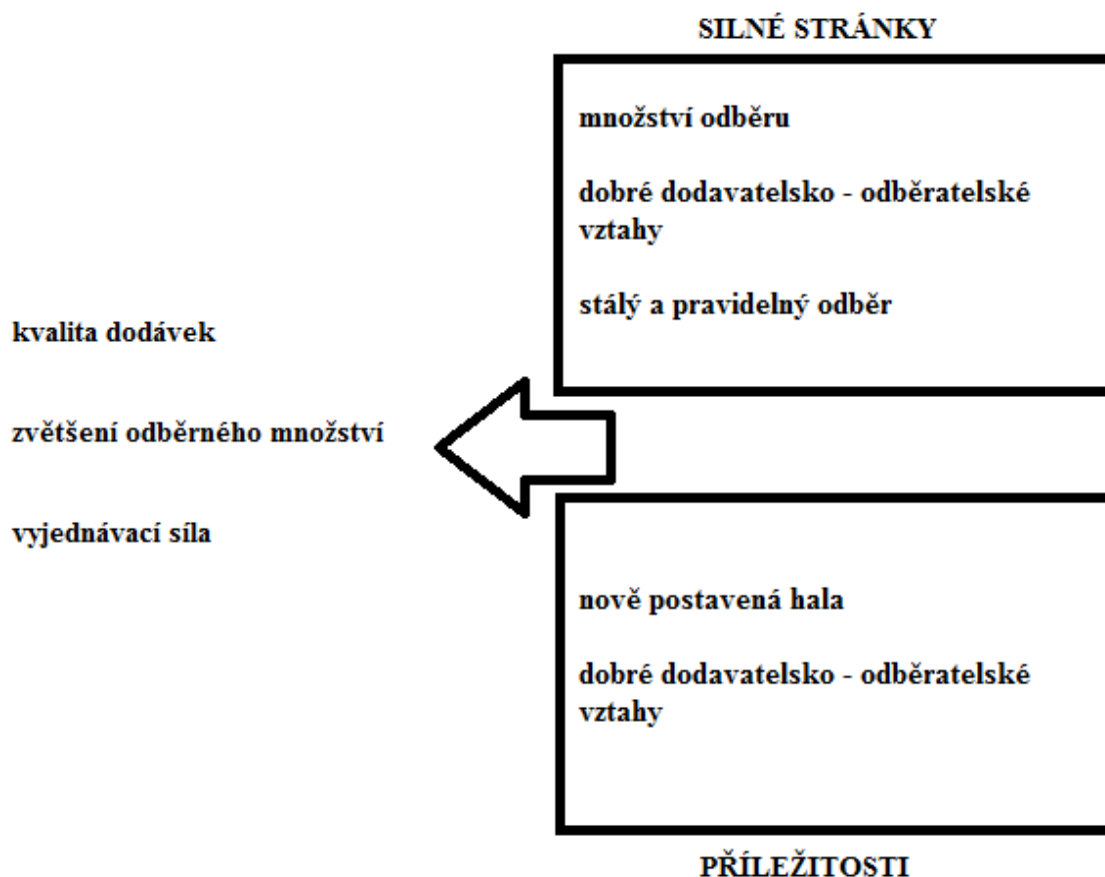 SILNÉ STRÁNKY
množství odběru
dobré dodavatelsko - odběratelské
vztahy
stálý a pravidelný odběr
kvalita dodávek
zvětšení odběrného množství
vyjednávací síla
nově postavená hala
dobré dodavatelsko - odběratelské
vztahy
PŘÍLEŽITOSTI